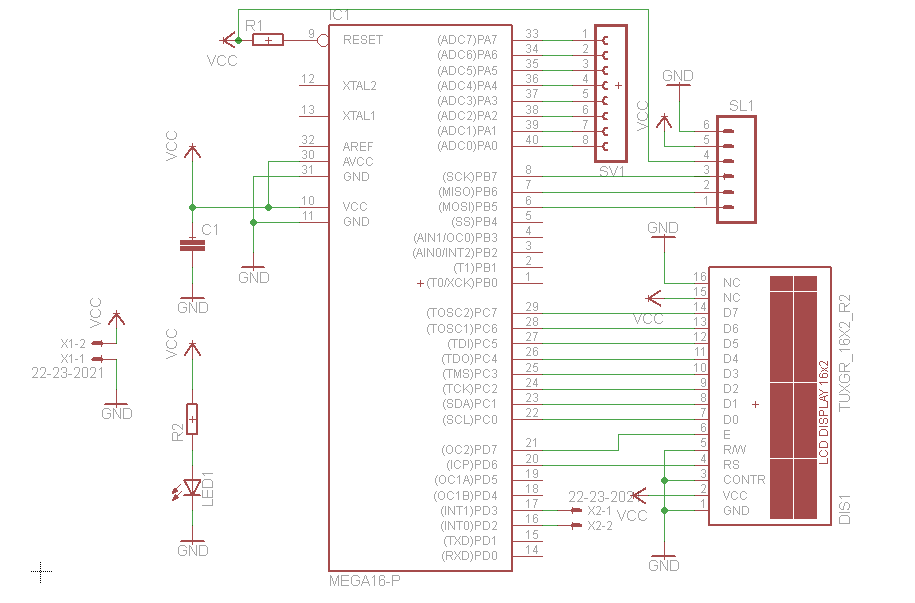 IC1
R1
VCC
9 RESET
12 XTAL2
13 XTAL1
32 AREF
30 AVCC
31 GND
10 VCC
11 GND
(ADC7)PA7 33 1
(ADC6)PA6 34 2
(ADC5)PA5 35 3
(ADC4)PA4 36 4
(ADC3)PA3 37 5
(ADC2)PA2 38 6
(ADC1)PA1 39 7
(ADC0)PA0 40 8
SV1
(SCK)PB7 8
(MISO)PB6 7
(MOSI)PB5 6
(SS)PB4 5
(AIN1/OC0)PB3 4
(AIN0/INT2)PB2 3
(T1)PB1 2
(T0/XCK)PB0 1
(TOSC2)PC7 29
(TOSC1)PC6 28
(TDI)PC5 27
(TDO)PC4 26
(TMS)PC3 25
(TCK)PC2 24
(SDA)PC1 23
(SCL)PC0 22
(OC2)PD7 21
(ICP)PD6 20
(OC1A)PD5 19
(OC1B)PD4 18
(INT1)PD3 17
(INT0)PD2 16
(TXD)PD1 15
(RXD)PD0 14
MEGA16-P
VCC
C1
GND
GND
VCC
X1-2
X1-1
22-23-2021
GND
VCC
R2
LED1
GND
GND
VCC
SL1
6
5
4
3
2
1
GND
VCC
16 NC
15 NC
14 D7
13 D6
12 D5
11 D4
10 D3
9 D2
8 D1
7 D0
6 E
5 R/W
4 RS
3 CONTR
2 VCC
1 GND
LCD DISPLAY 16x2
TUXGR_16X2_R2
DIS1
X2-1
X2-2
VCC
GND